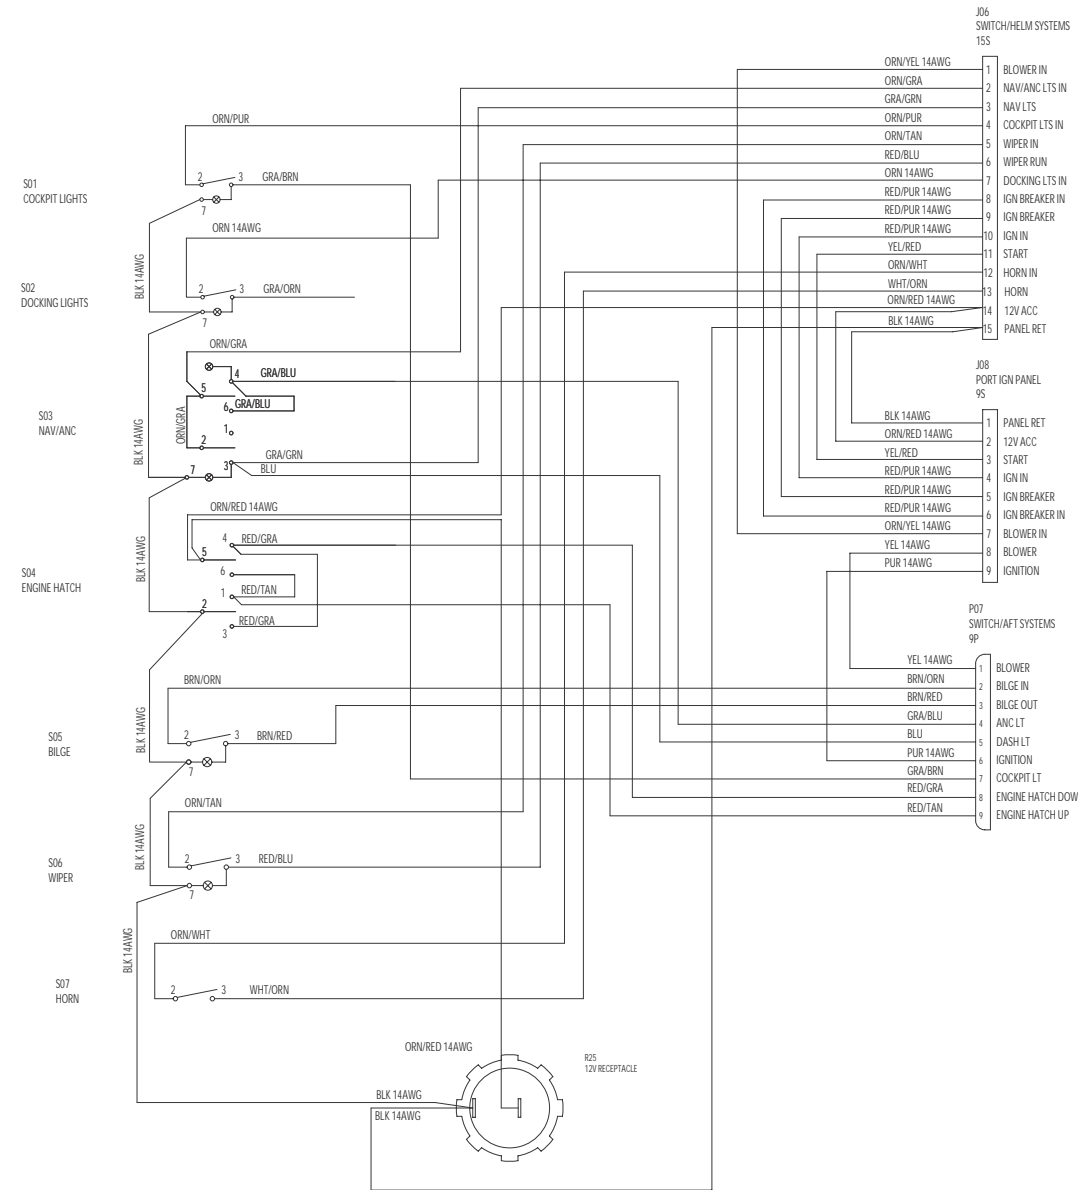 J06
SWITCH/HELM SYSTEMS
15S
ORN/YEL 14AWG 1 BLOWER IN
ORN/GRA 2 NAV/ANC LTS IN
GRA/GRN 3 NAV LTS
ORN/PUR 4 COCKPIT LTS IN
ORN/TAN 5 WIPER IN
RED/BLU 6 WIPER RUN
ORN 14AWG 7 DOCKING LTS IN
RED/PUR 14AWG 8 IGN BREAKER IN
RED/PUR 14AWG 9 IGN BREAKER
RED/PUR 14AWG 10 IGN IN
YEL/RED 11 START
ORN/WHT 12 HORN IN
WHT/ORN 13 HORN
ORN/RED 14AWG 14 12V ACC
BLK 14AWG 15 PANEL RET
J08
PORT IGN PANEL
9S
BLK 14AWG 1 PANEL RET
ORN/RED 14AWG 2 12V ACC
YEL/RED 3 START
RED/PUR 14AWG 4 IGN IN
RED/PUR 14AWG 5 IGN BREAKER
RED/PUR 14AWG 6 IGN BREAKER IN
ORN/YEL 14AWG 7 BLOWER IN
YEL 14AWG 8 BLOWER
PUR 14AWG 9 IGNITION
P07
SWITCH/AFT SYSTEMS
9P
YEL 14AWG 1 BLOWER
BRN/ORN 2 BILGE IN
BRN/RED 3 BILGE OUT
GRA/BLU 4 ANC LT
BLU 5 DASH LT
PUR 14AWG 6 IGNITION
GRA/BRN 7 COCKPIT LT
RED/GRA 8 ENGINE HATCH DOW
RED/TAN 9 ENGINE HATCH UP
ORN/PUR
S01
COCKPIT LIGHTS
2 3 GRA/BRN
7
BLK 14AWG
ORN 14AWG
S02
DOCKING LIGHTS
2 3 GRA/ORN
7
BLK 14AWG
ORN/GRA
S03
NAV/ANC
4 GRA/BLU
5
6 GRA/BLU
ORN/GRA
1
2
GRA/GRN
7 3
BLU
BLK 14AWG
ORN/RED 14AWG
S04
ENGINE HATCH
4 RED/GRA
5
6
1 RED/TAN
2
RED/GRA
3
BLK 14AWG
BRN/ORN
S05
BILGE
2 3 BRN/RED
7
BLK 14AWG
ORN/TAN
S06
WIPER
2 3 RED/BLU
7
BLK 14AWG
ORN/WHT
S07
HORN
2 3 WHT/ORN
ORN/RED 14AWG
R25
12V RECEPTACLE
BLK 14AWG
BLK 14AWG